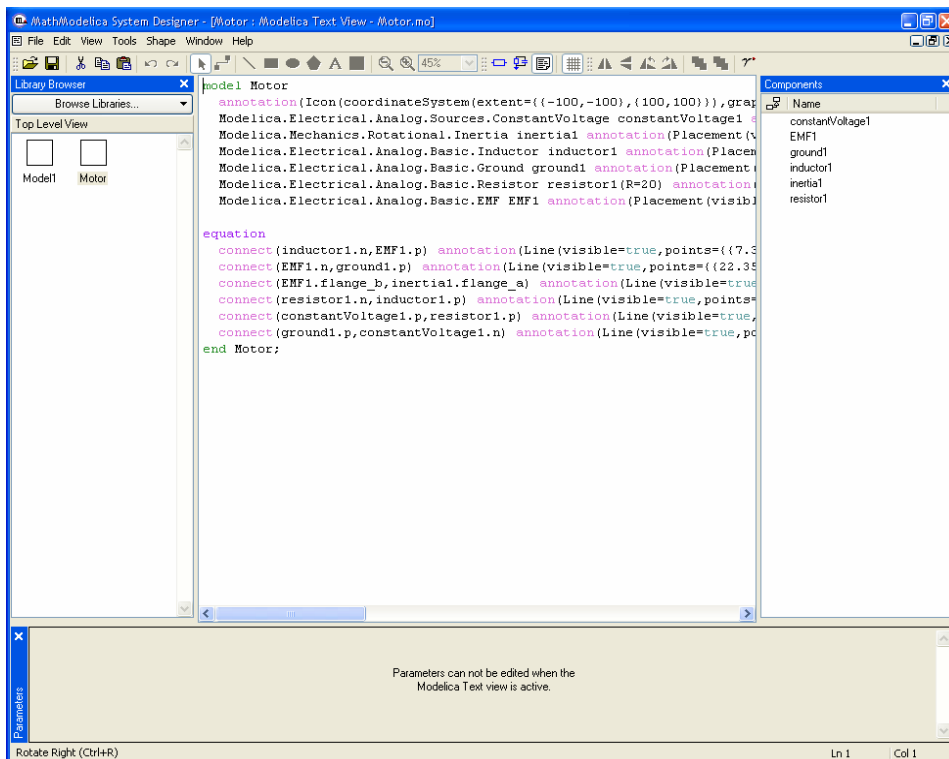 MathModelica System Designer - [Motor : Modelica Text View - Motor.mo]
File Edit View Tools Shape Window Help
45%
Library Browser
Browse Libraries...
Top Level View
Model1 Motor
model Motor
annotation(Icon(coordinateSystem(extent={{-100,-100},{100,100}}),grap
Modelica.Electrical.Analog.Sources.ConstantVoltage constantVoltage1
Modelica.Mechanics.Rotational.Inertia inertia1 annotation(Placement(v
Modelica.Electrical.Analog.Basic.Inductor inductor1 annotation(Placem
Modelica.Electrical.Analog.Basic.Ground ground1 annotation(Placement
Modelica.Electrical.Analog.Basic.Resistor resistor1(R=20) annotation
Modelica.Electrical.Analog.Basic.EMF EMF1 annotation(Placement(visibl
equation
connect(inductor1.n,EMF1.p) annotation(Line(visible=true,points={{7.3
connect(EMF1.n,ground1.p) annotation(Line(visible=true,points={{22.35
connect(EMF1.flange_b,inertia1.flange_a) annotation(Line(visible=true
connect(resistor1.n,inductor1.p) annotation(Line(visible=true,points=
connect(constantVoltage1.p,resistor1.p) annotation(Line(visible=true,
connect(ground1.p,constantVoltage1.n) annotation(Line(visible=true,po
end Motor;
Components
Name
constantVoltage1
EMF1
ground1
inductor1
inertia1
resistor1
Parameters
Parameters can not be edited when the
Modelica Text view is active.
Rotate Right (Ctrl+R)
Ln 1 Col 1